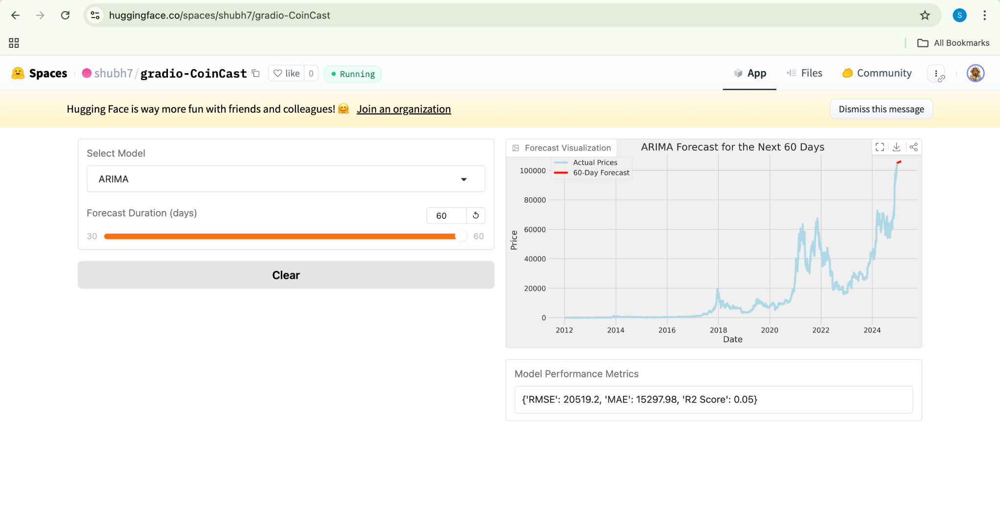 huggingface.co/spaces/shubh7/gradio-CoinCast
S
All Bookmarks
Spaces shubh7/gradio-CoinCast like 0 Running App Files Community
Hugging Face is way more fun with friends and colleagues! 🤗 Join an organization Dismiss this message
Select Model
ARIMA
Forecast Duration (days)
60
30 60
Clear
Forecast Visualization
ARIMA Forecast for the Next 60 Days
Actual Prices
60-Day Forecast
100000
80000
60000
40000
20000
0
Price
2012 2014 2016 2018 2020 2022 2024
Date
Model Performance Metrics
{'RMSE': 20519.2, 'MAE': 15297.98, 'R2 Score': 0.05}